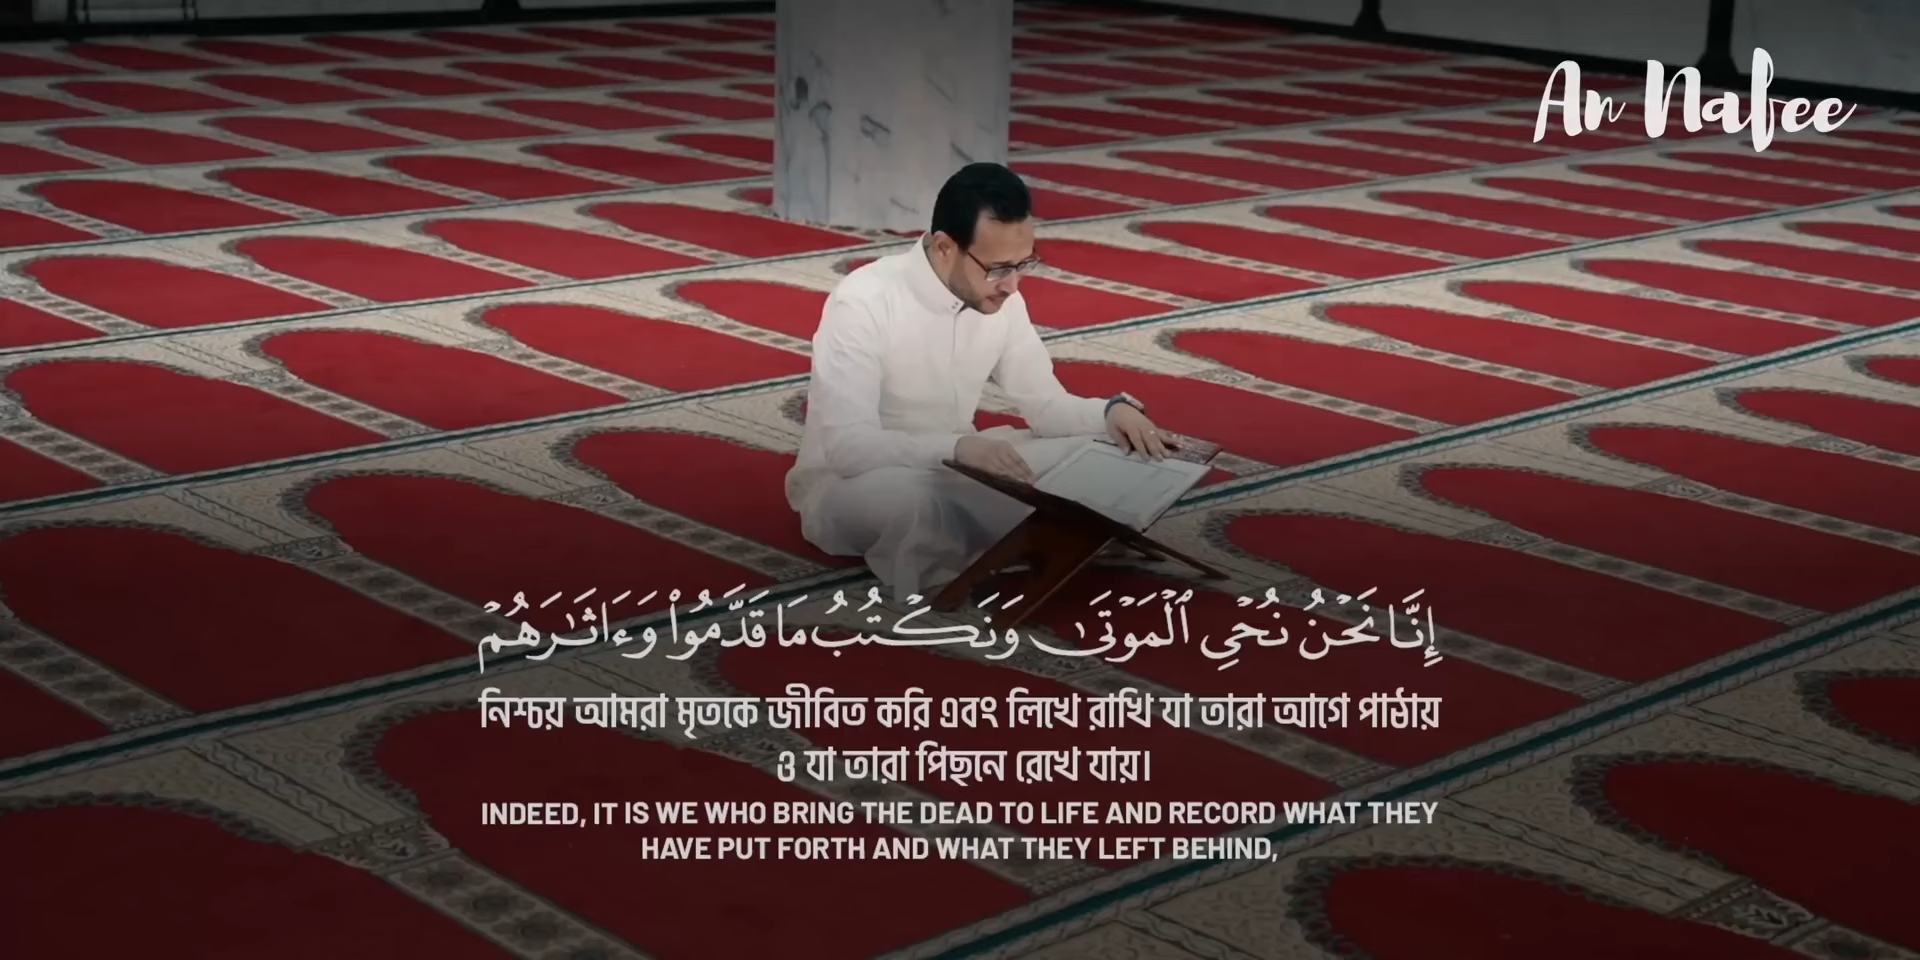 An Nafee
إِنَّا نَحْنُ نُحْيِ ٱلْمَوْتَىٰ وَنَكْتُبُ مَا قَدَّمُوا۟ وَءَاثَـٰرَهُمْ
নিশ্চয় আমরা মৃতকে জীবিত করি এবং লিখে রাখি যা তারা আগে পাঠায়
ও যা তারা পিছনে রেখে যায়।
INDEED, IT IS WE WHO BRING THE DEAD TO LIFE AND RECORD WHAT THEY
HAVE PUT FORTH AND WHAT THEY LEFT BEHIND,